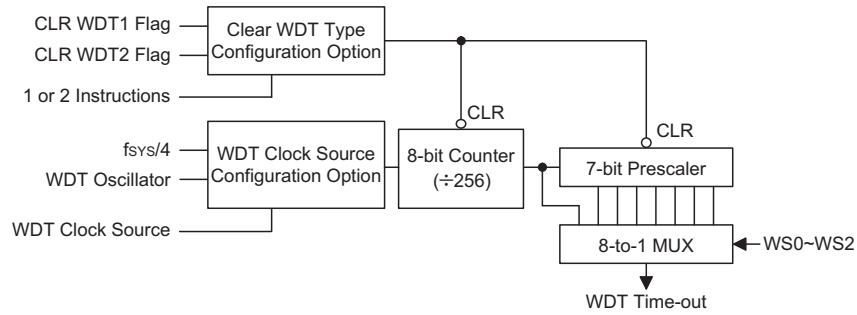 CLR WDT1 Flag
CLR WDT2 Flag
1 or 2 Instructions
Clear WDT Type
Configuration Option
CLR
CLR
fSYS/4
WDT Oscillator
WDT Clock Source
WDT Clock Source
Configuration Option
8-bit Counter
(÷256)
7-bit Prescaler
8-to-1 MUX
WS0~WS2
WDT Time-out